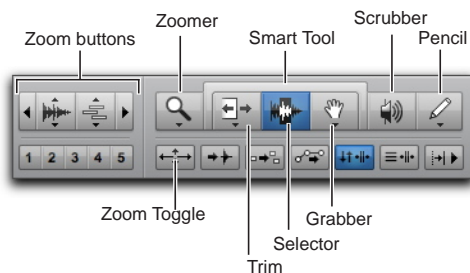 Zoomer
Scrubber
Zoom buttons
Smart Tool
Pencil
1 2 3 4 5
Zoom Toggle
Grabber
Selector
Trim